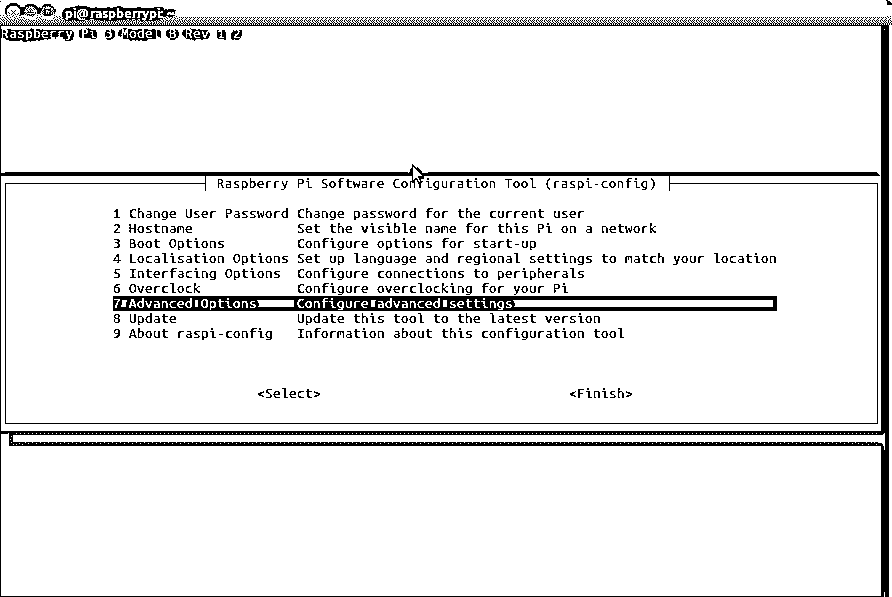 pi@raspberrypi: ~
Raspberry Pi 3 Model B Rev 1.2
Raspberry Pi Software Configuration Tool (raspi-config)
1 Change User Password Change password for the current user
2 Hostname Set the visible name for this Pi on a network
3 Boot Options Configure options for start-up
4 Localisation Options Set up language and regional settings to match your location
5 Interfacing Options Configure connections to peripherals
6 Overclock Configure overclocking for your Pi
7 Advanced Options Configure advanced settings
8 Update Update this tool to the latest version
9 About raspi-config Information about this configuration tool
<Select> <Finish>